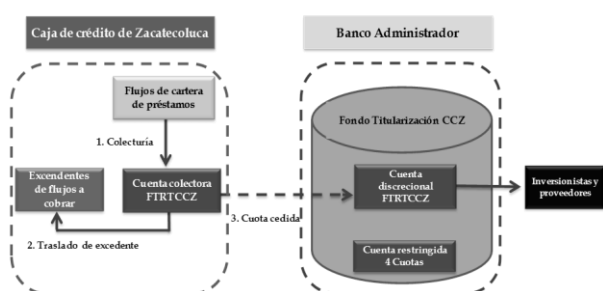 Caja de crédito de Zacatecoluca
Banco Administrador
Flujos de cartera
de préstamos
1. Colecturía
Excendentes
de flujos a
cobrar
Cuenta colectora
FTRTCCZ
2. Traslado de excedente
3. Cuota cedida
Fondo Titularización CCZ
Cuenta
discrecional
FTRTCCZ
Cuenta restringida
4 Cuotas
Inversionistas y
proveedores